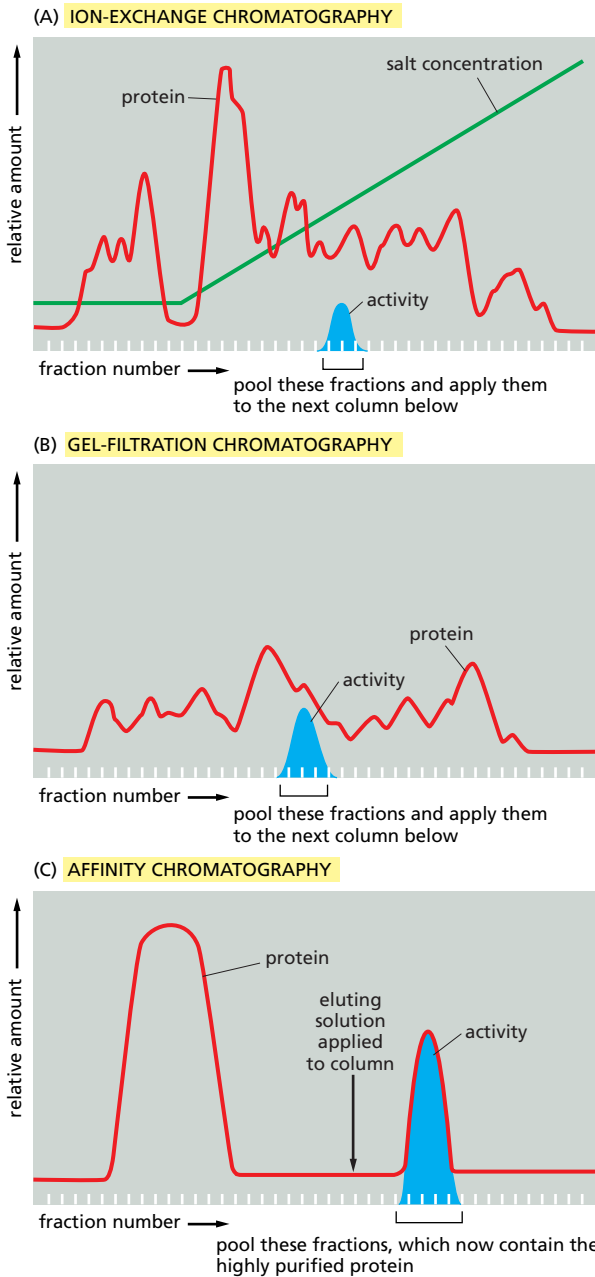 (A) ION-EXCHANGE CHROMATOGRAPHY
salt concentration
protein
relative amount
activity
fraction number
pool these fractions and apply them
to the next column below
(B) GEL-FILTRATION CHROMATOGRAPHY
protein
relative amount
activity
fraction number
pool these fractions and apply them
to the next column below
(C) AFFINITY CHROMATOGRAPHY
protein
relative amount
eluting
solution
applied
to column
activity
fraction number
pool these fractions, which now contain the
highly purified protein